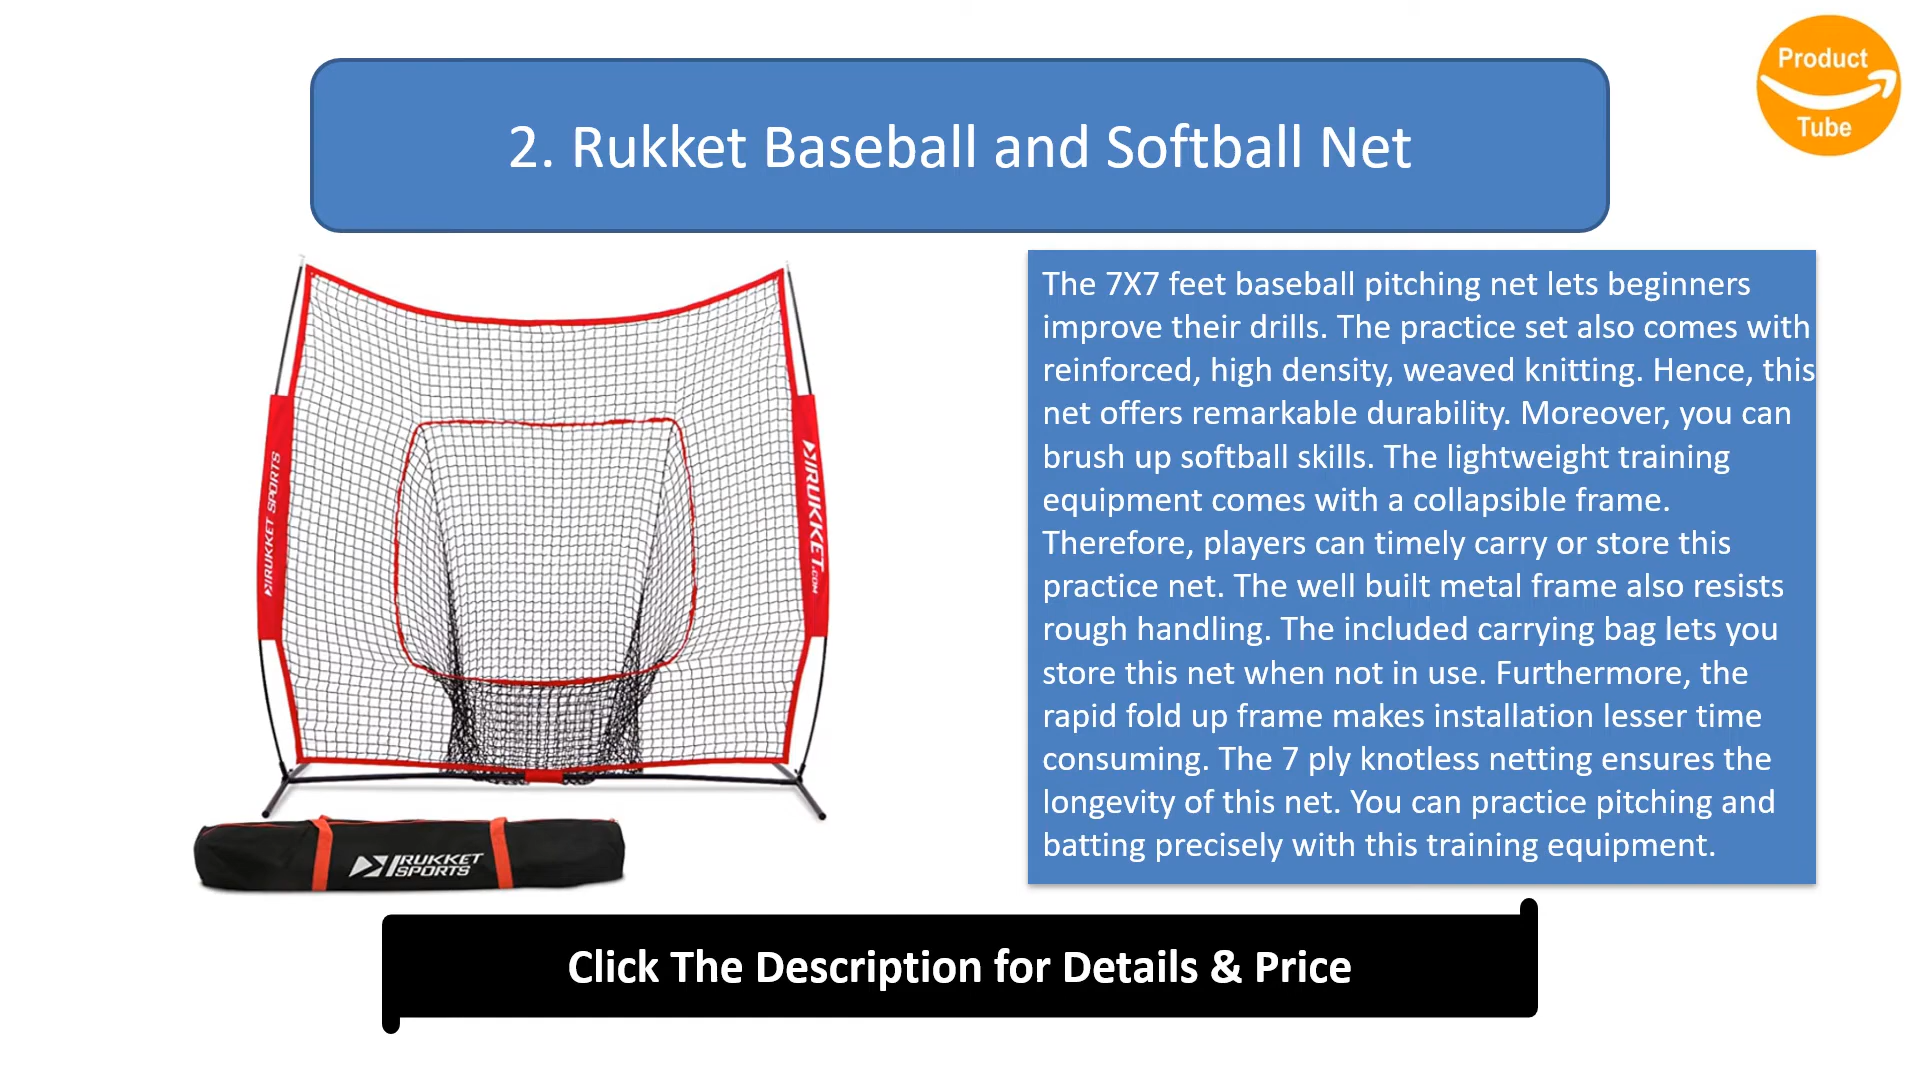 Product
Tube
2. Rukket Baseball and Softball Net
The 7X7 feet baseball pitching net lets beginners
improve their drills. The practice set also comes with
reinforced, high density, weaved knitting. Hence, this
net offers remarkable durability. Moreover, you can
brush up softball skills. The lightweight training
equipment comes with a collapsible frame.
Therefore, players can timely carry or store this
practice net. The well built metal frame also resists
rough handling. The included carrying bag lets you
store this net when not in use. Furthermore, the
rapid fold up frame makes installation lesser time
consuming. The 7 ply knotless netting ensures the
longevity of this net. You can practice pitching and
batting precisely with this training equipment.
RUKKET SPORTS
RUKKET.COM
RUKKET
SPORTS
Click The Description for Details & Price